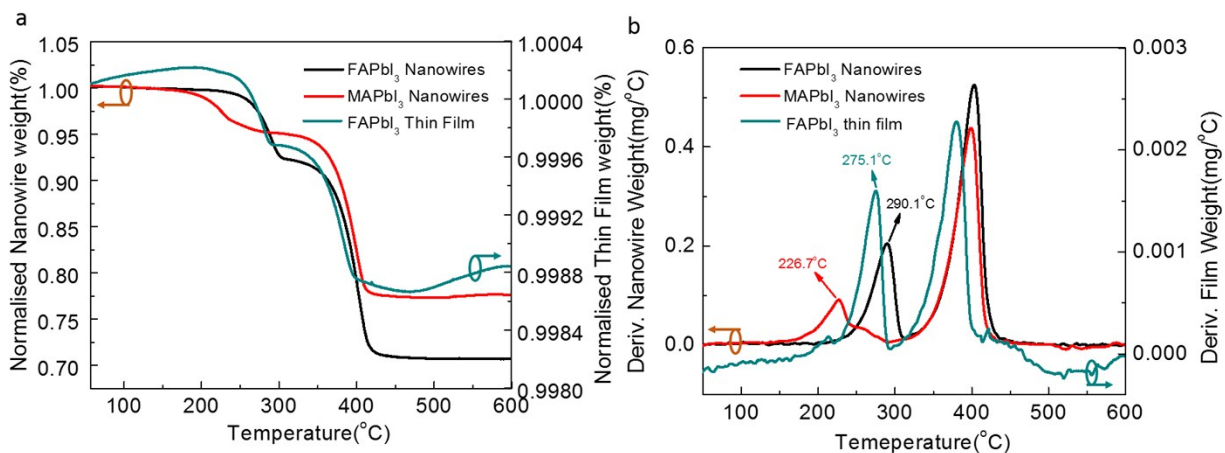 a
Normalised Nanowire weight(%)
1.05
1.00
0.95
0.90
0.85
0.80
0.75
0.70
FAPbI3 Nanowires
MAPbI3 Nanowires
FAPbI3 Thin Film
1.0004
1.0000
0.9996
0.9992
0.9988
0.9984
0.9980
Normalised Thin Film weight(%)
100 200 300 400 500 600
Temperature(°C)
b
Deriv. Nanowire Weight(mg/°C)
0.6
0.4
0.2
0.0
FAPbI3 Nanowires
MAPbI3 Nanowires
FAPbI3 thin film
275.1°C
290.1°C
226.7°C
0.003
0.002
0.001
0.000
Deriv. Film Weight(mg/°C)
100 200 300 400 500 600
Temeperature(°C)